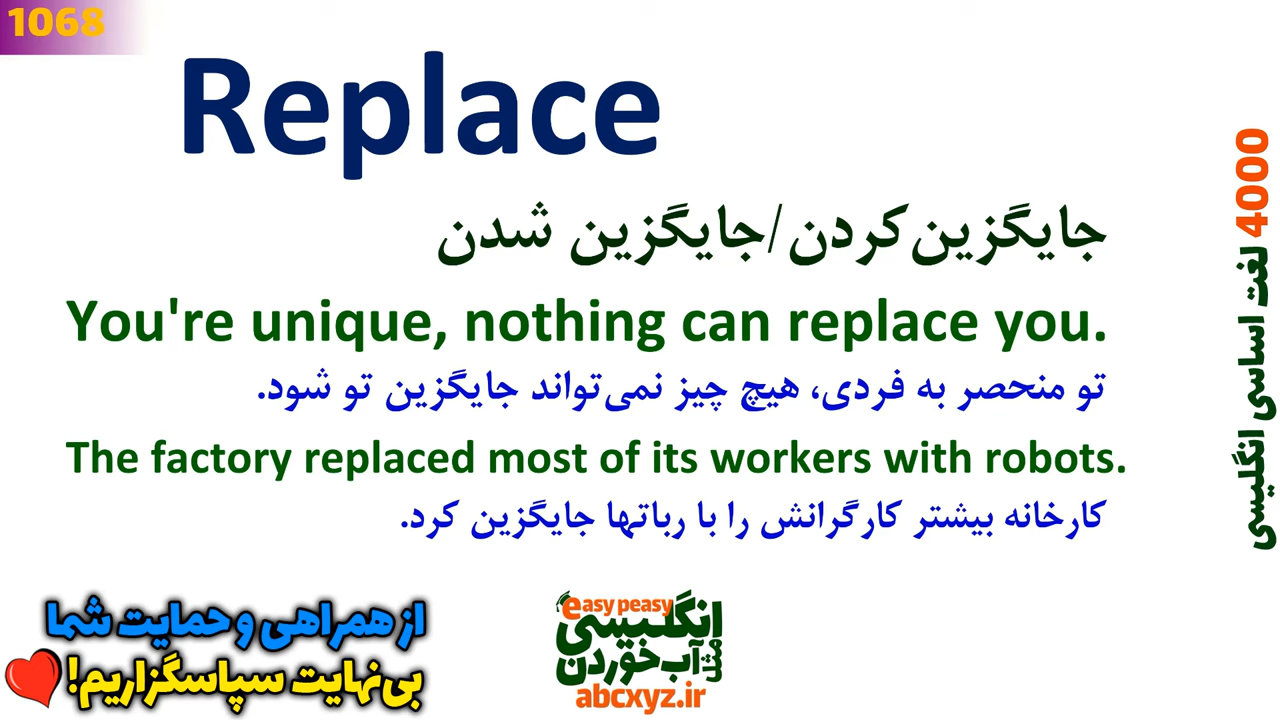 1068
Replace
جایگزین کردن/جایگزین شدن
You're unique, nothing can replace you.
تو منحصر به فردی، هیچ چیز نمی‌تواند جایگزین تو شود.
The factory replaced most of its workers with robots.
کارخانه بیشتر کارگرانش را با رباتها جایگزین کرد.
4000 لغت اساسی انگلیسی
از همراهی و حمایت شما
بی‌نهایت سپاسگزاریم!
easy peasy
انگلیسی
مثل آب خوردن
abcxyz.ir